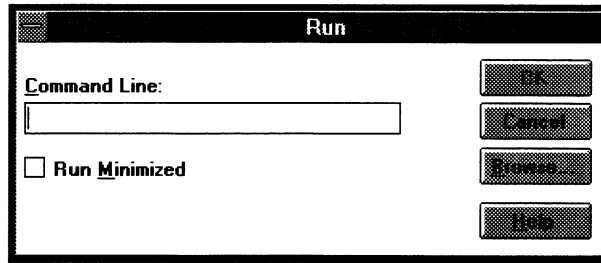 Run
Command Line:
OK
Cancel
Run Minimized
Browse...
Help